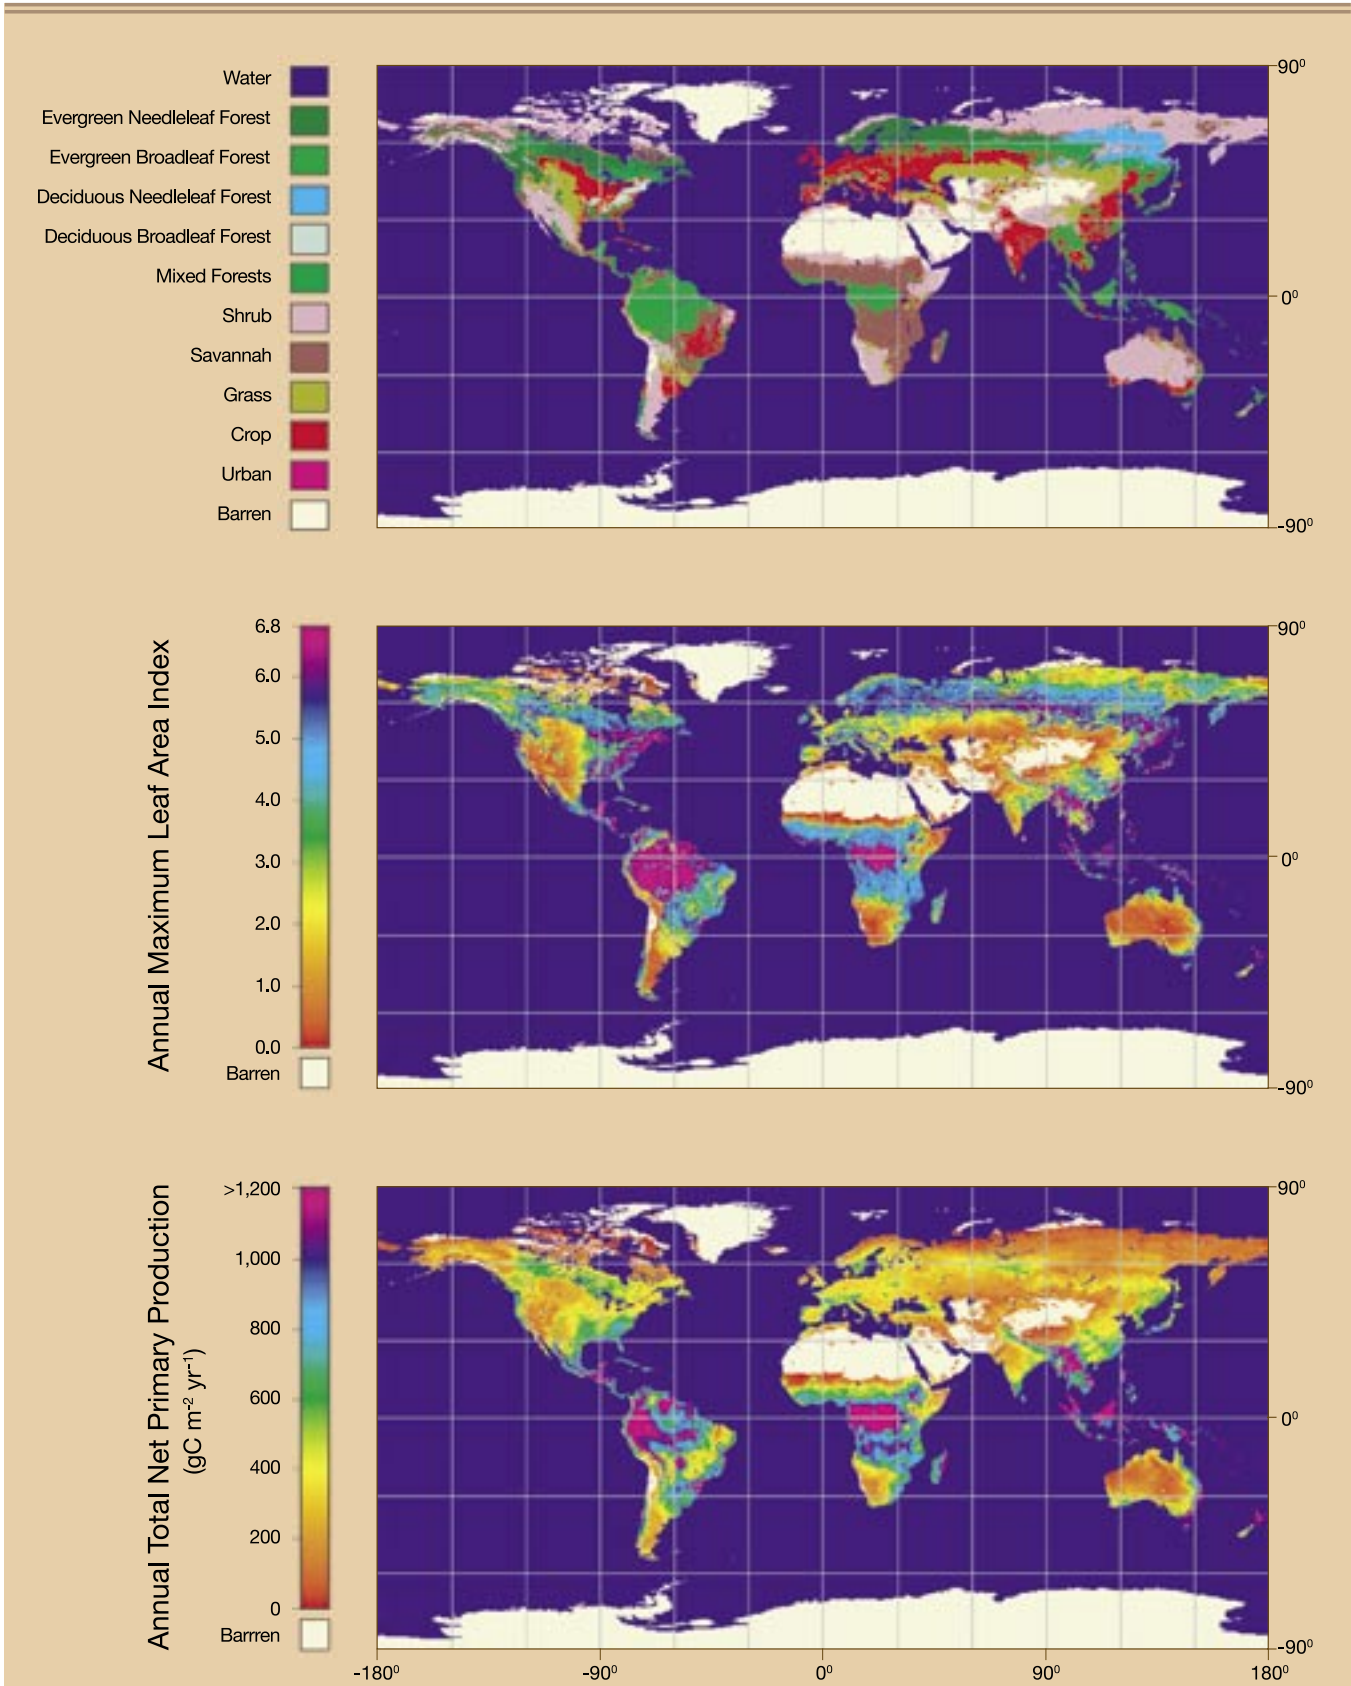 Water
Evergreen Needleleaf Forest
Evergreen Broadleaf Forest
Deciduous Needleleaf Forest
Deciduous Broadleaf Forest
Mixed Forests
Shrub
Savannah
Grass
Crop
Urban
Barren
90⁰
0⁰
-90⁰
Annual Maximum Leaf Area Index
6.8
6.0
5.0
4.0
3.0
2.0
1.0
0.0
Barren
90⁰
0⁰
-90⁰
Annual Total Net Primary Production
(gC m⁻² yr⁻¹)
>1,200
1,000
800
600
400
200
0
Barrren
90⁰
0⁰
-90⁰
-180⁰ -90⁰ 0⁰ 90⁰ 180⁰